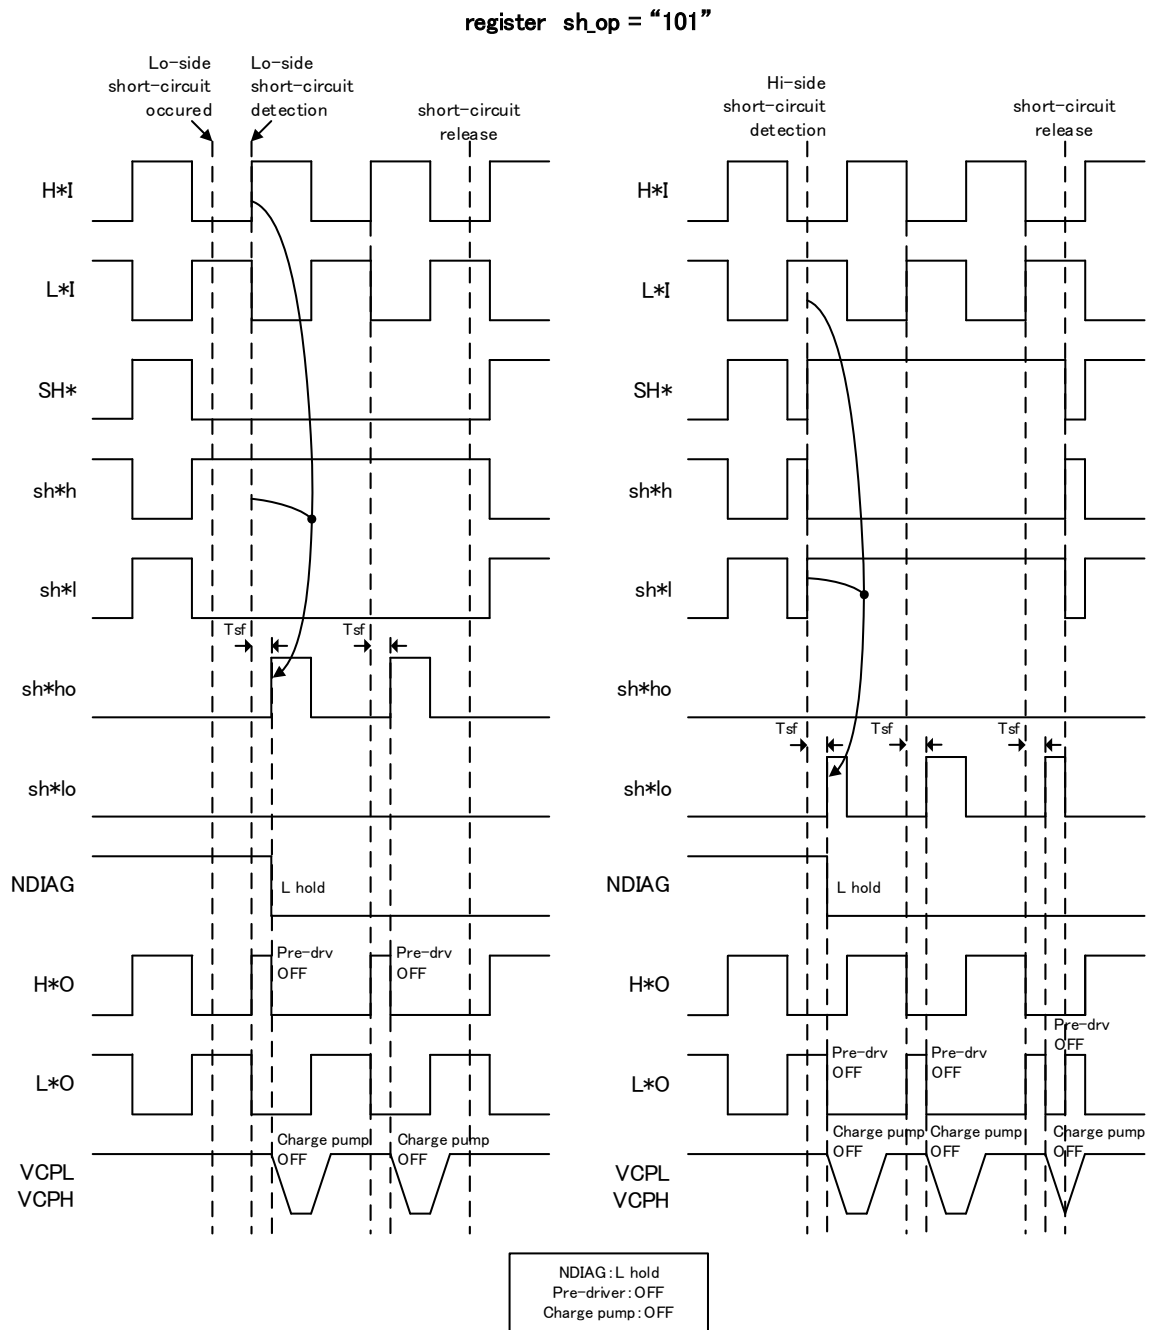 register sh_op = “101”
Lo-side
short-circuit
occured
Lo-side
short-circuit
detection
short-circuit
release
Hi-side
short-circuit
detection
short-circuit
release
H*I
L*I
SH*
sh*h
sh*l
Tsf
Tsf
sh*ho
sh*lo
NDIAG
L hold
H*O
Pre-drv
OFF
Pre-drv
OFF
L*O
VCPL
VCPH
Charge pump
OFF
Charge pump
OFF
H*I
L*I
SH*
sh*h
sh*l
sh*ho
Tsf
Tsf
Tsf
sh*lo
NDIAG
L hold
H*O
L*O
Pre-drv
OFF
Pre-drv
OFF
Pre-drv
OFF
VCPL
VCPH
Charge pump
OFF
Charge pump
OFF
Charge pump
OFF
NDIAG:L hold
Pre-driver:OFF
Charge pump:OFF